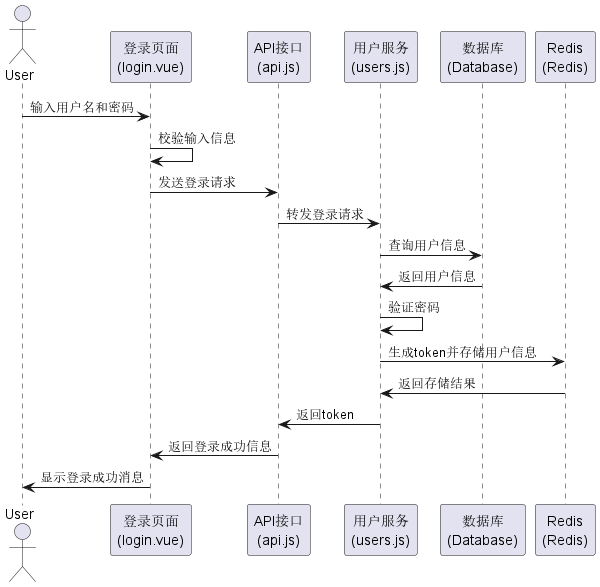 User
登录页面
(login.vue)
API接口
(api.js)
用户服务
(users.js)
数据库
(Database)
Redis
(Redis)
输入用户名和密码
校验输入信息
发送登录请求
转发登录请求
查询用户信息
返回用户信息
验证密码
生成token并存储用户信息
返回存储结果
返回token
返回登录成功信息
显示登录成功消息
User
登录页面
(login.vue)
API接口
(api.js)
用户服务
(users.js)
数据库
(Database)
Redis
(Redis)